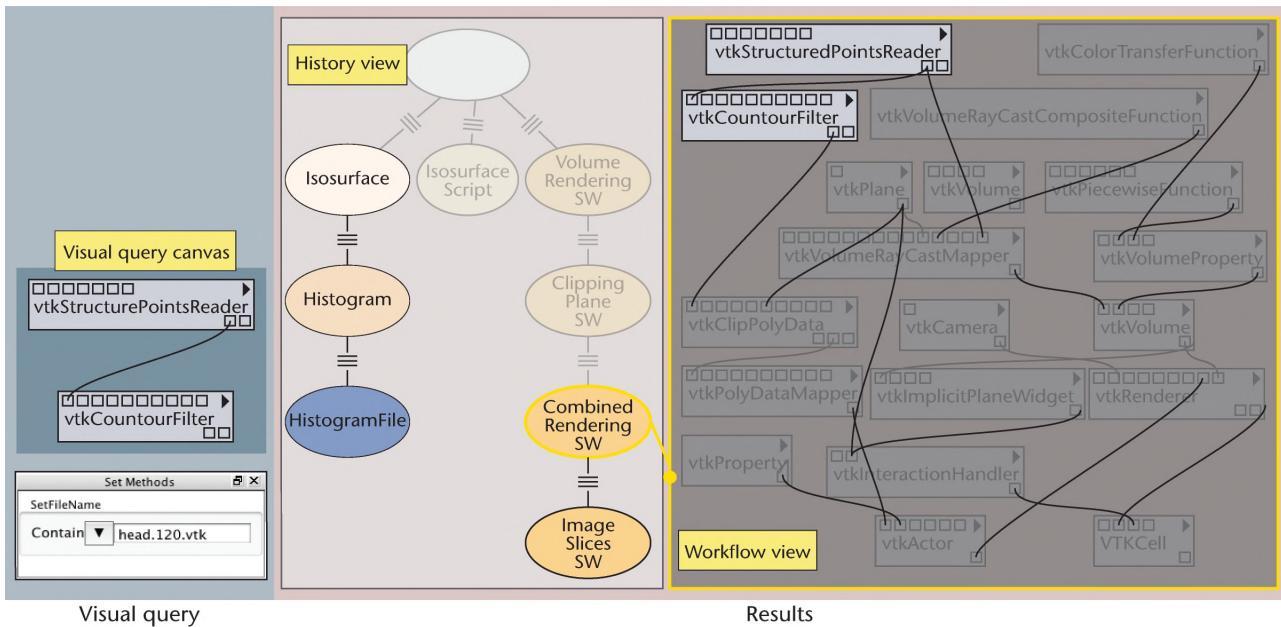 Visual query canvas
vtkStructurePointsReader
vtkCountourFilter
Set Methods
SetFileName
Contain ▼ head.120.vtk
Visual query
History view
Isosurface
Isosurface
Script
Volume
Rendering
SW
Histogram
Clipping
Plane
SW
HistogramFile
Combined
Rendering
SW
Image
Slices
SW
vtkStructuredPointsReader
vtkColorTransferFunction
vtkCountourFilter
vtkVolumeRayCastCompositeFunction
vtkPlane
vtkVolume
vtkPiecewiseFunction
vtkVolumeRayCastMapper
vtkVolumeProperty
vtkClipPolyData
vtkCamera
vtkVolume
vtkPolyDataMapper
vtkImplicitPlaneWidget
vtkRenderer
vtkProperty
vtkInteractionHandler
Workflow view
vtkActor
VTKCell
Results